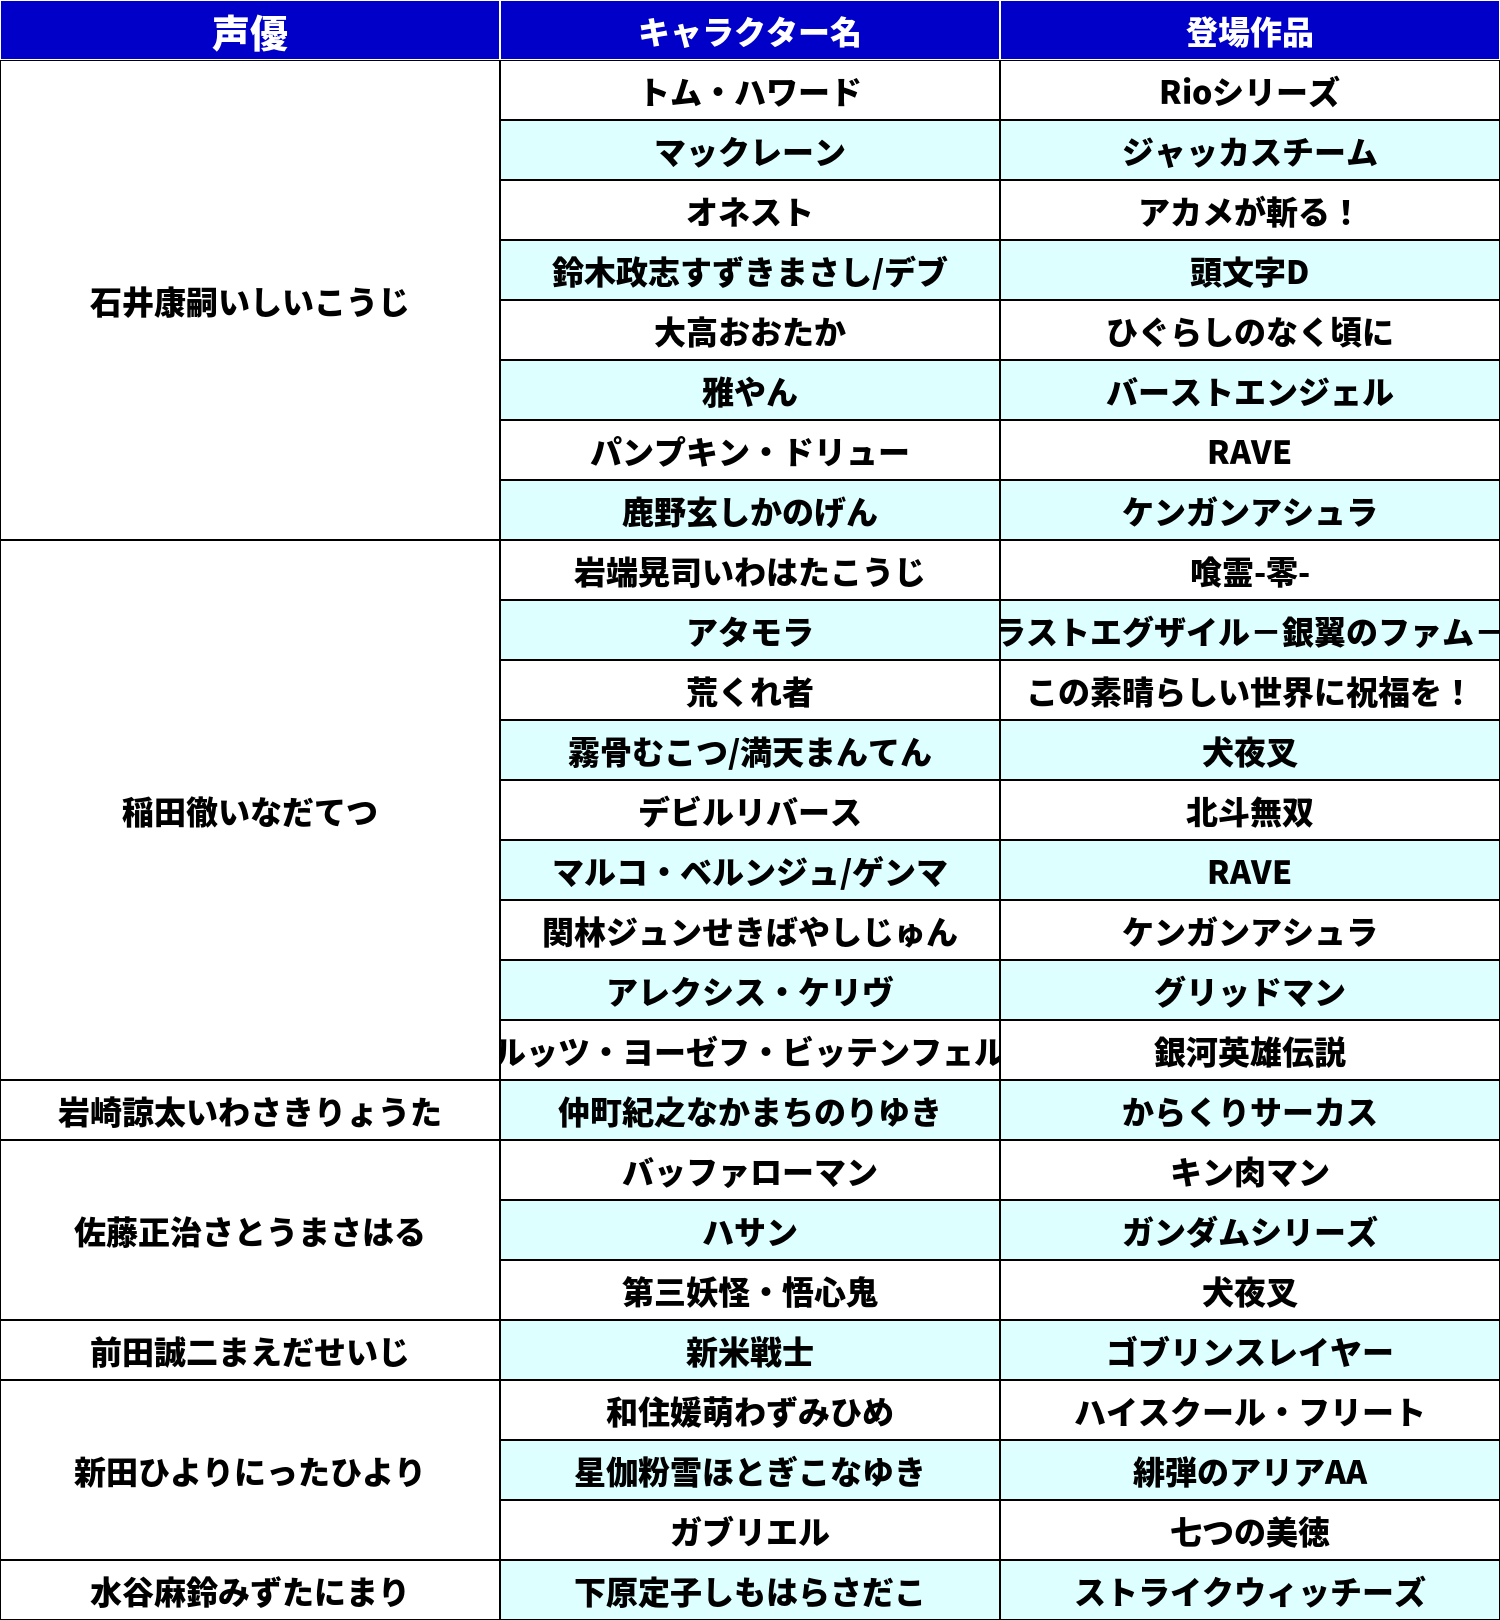 声優 キャラクター名 登場作品
石井康嗣いしいこうじ トム・ハワード Rioシリーズ
マックレーン ジャッカスチーム
オネスト アカメが斬る！
鈴木政志すずきまさし/デブ 頭文字D
大高おおたか ひぐらしのなく頃に
雅やん バーストエンジェル
パンプキン・ドリュー RAVE
鹿野玄しかのげん ケンガンアシュラ
稲田徹いなだてつ 岩端晃司いわはたこうじ 喰霊-零-
アタモラ ラストエグザイル－銀翼のファム－
荒くれ者 この素晴らしい世界に祝福を！
霧骨むこつ/満天まんてん 犬夜叉
デビルリバース 北斗無双
マルコ・ベルンジュ/ゲンマ RAVE
関林ジュンせきばやしじゅん ケンガンアシュラ
アレクシス・ケリヴ グリッドマン
ルッツ・ヨーゼフ・ビッテンフェル 銀河英雄伝説
岩崎諒太いわさきりょうた 仲町紀之なかまちのりゆき からくりサーカス
佐藤正治さとうまさはる バッファローマン キン肉マン
ハサン ガンダムシリーズ
第三妖怪・悟心鬼 犬夜叉
前田誠二まえだせいじ 新米戦士 ゴブリンスレイヤー
新田ひよりにったひより 和住媛萌わずみひめ ハイスクール・フリート
星伽粉雪ほとぎこなゆき 緋弾のアリアAA
ガブリエル 七つの美徳
水谷麻鈴みずたにまり 下原定子しもはらさだこ ストライクウィッチーズ